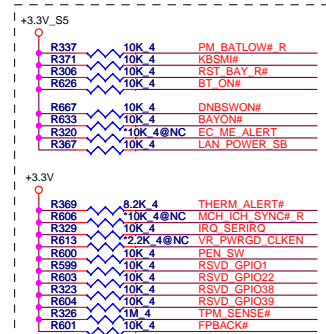 +3.3V_S5
R337 10K_4 PM_BATLOW#_R
R371 10K_4 KBSMI#
R306 10K_4 RST_BAY_R#
R626 10K_4 BT_ON#
R667 10K_4 DNBSWON#
R633 10K_4 BAYON#
R320 *10K_4@NC EC_ME_ALERT
R367 10K_4 LAN_POWER_SB
+3.3V
R369 8.2K_4 THERM_ALERT#
R606 *10K_4@NC MCH_ICH_SYNC#_R
R329 10K_4 IRQ_SERIRQ
R613 *2.2K_4@NC VR_PWRGD_CLKEN
R600 10K_4 PEN_SW
R599 10K_4 RSVD_GPIO1
R603 10K_4 RSVD_GPIO22
R323 10K_4 RSVD_GPIO38
R604 10K_4 RSVD_GPIO39
R326 1M_4 TPM_SENSE#
R601 10K_4 FPBACK#